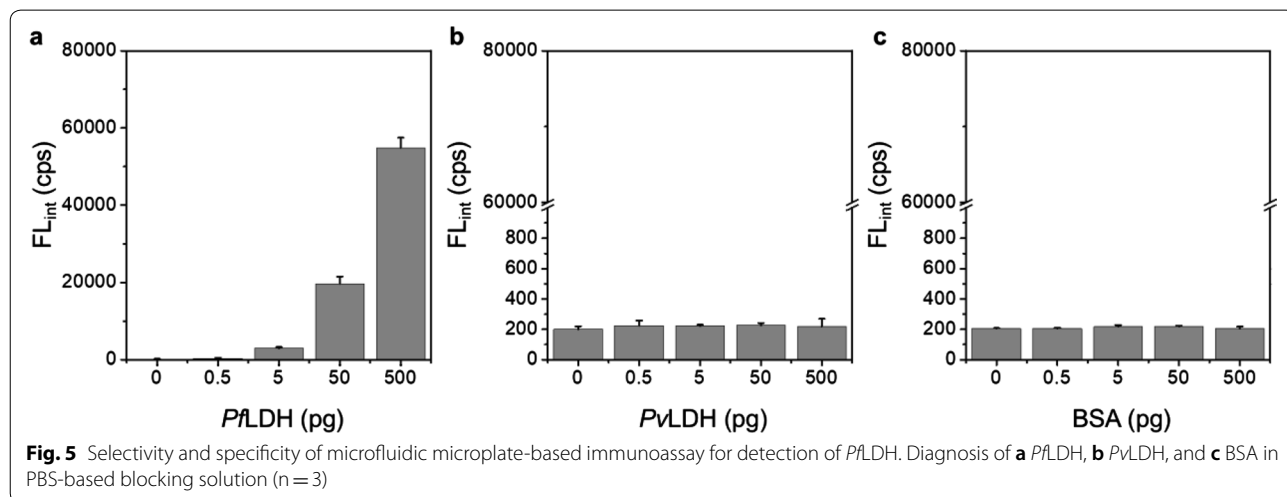 a
80000
60000
40000
20000
0
FLint (cps)
0 0.5 5 50 500
PfLDH (pg)
b
80000
60000
800
600
400
200
0
FLint (cps)
0 0.5 5 50 500
PvLDH (pg)
c
80000
60000
800
600
400
200
0
FLint (cps)
0 0.5 5 50 500
BSA (pg)
Fig. 5 Selectivity and specificity of microfluidic microplate-based immunoassay for detection of PfLDH. Diagnosis of a PfLDH, b PvLDH, and c BSA in
PBS-based blocking solution (n = 3)